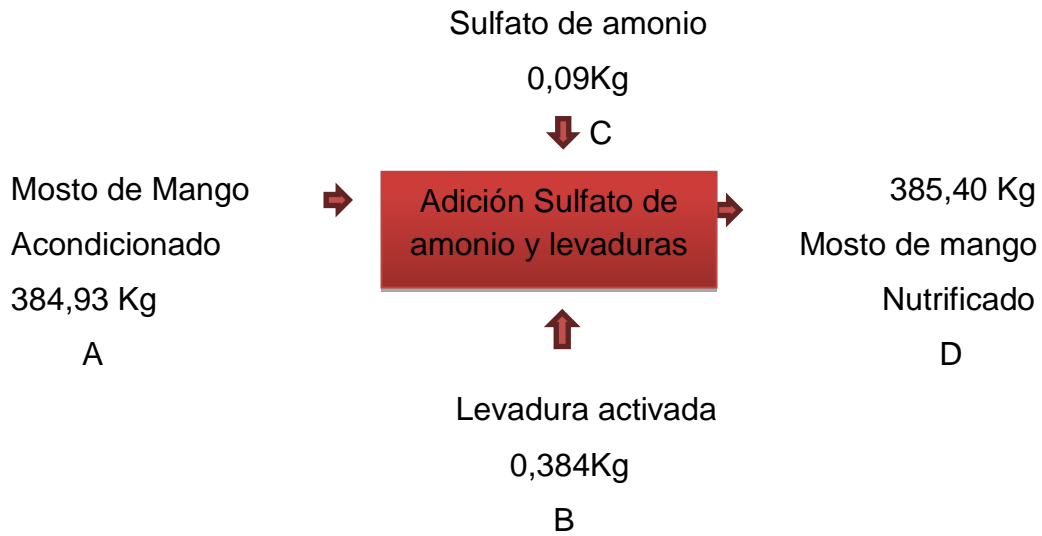 Sulfato de amonio
0,09Kg
C
Mosto de Mango
Acondicionado
384,93 Kg
A
Adición Sulfato de
amonio y levaduras
385,40 Kg
Mosto de mango
Nutrificado
D
Levadura activada
0,384Kg
B